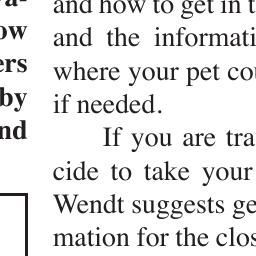 ow
ers
by
nd
and how to get in
and the informati
where your pet cou
if needed.
If you are tra
cide to take your
Wendt suggests ge
mation for the clos